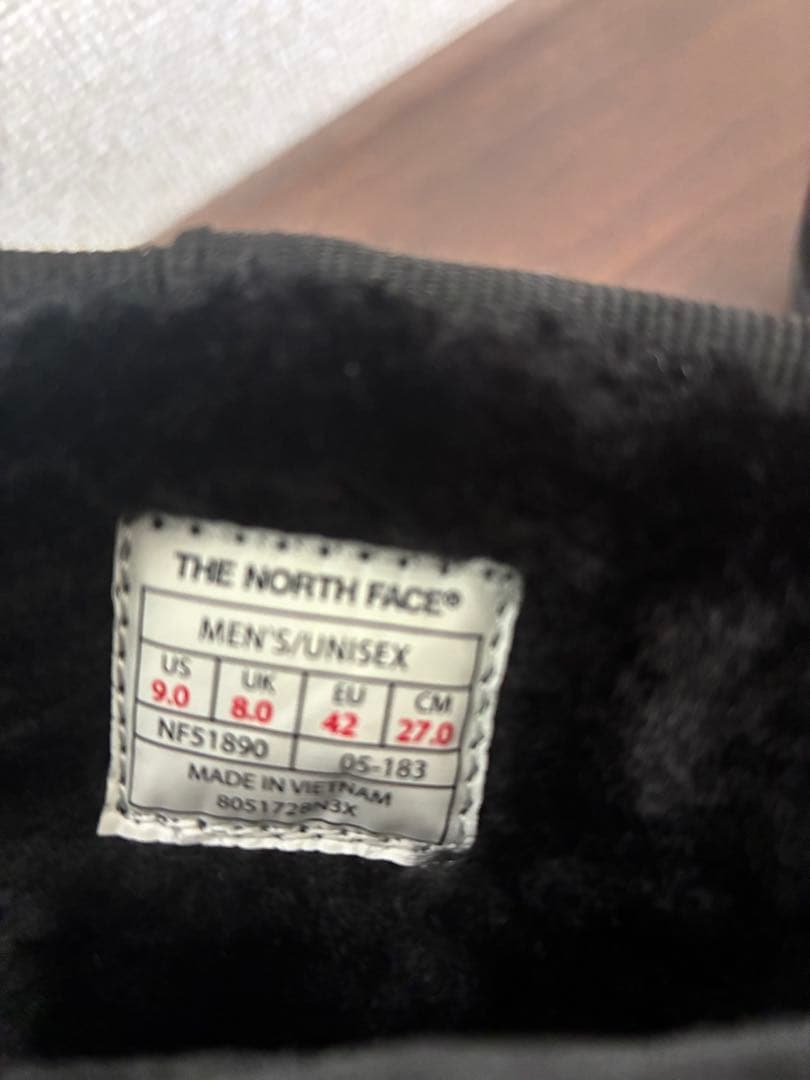 THE NORTH FACE®
MEN'S/UNISEX
US UK EU CM
9.0 8.0 42 27.0
NF51890 05-183
MADE IN VIETNAM
8051728N3X